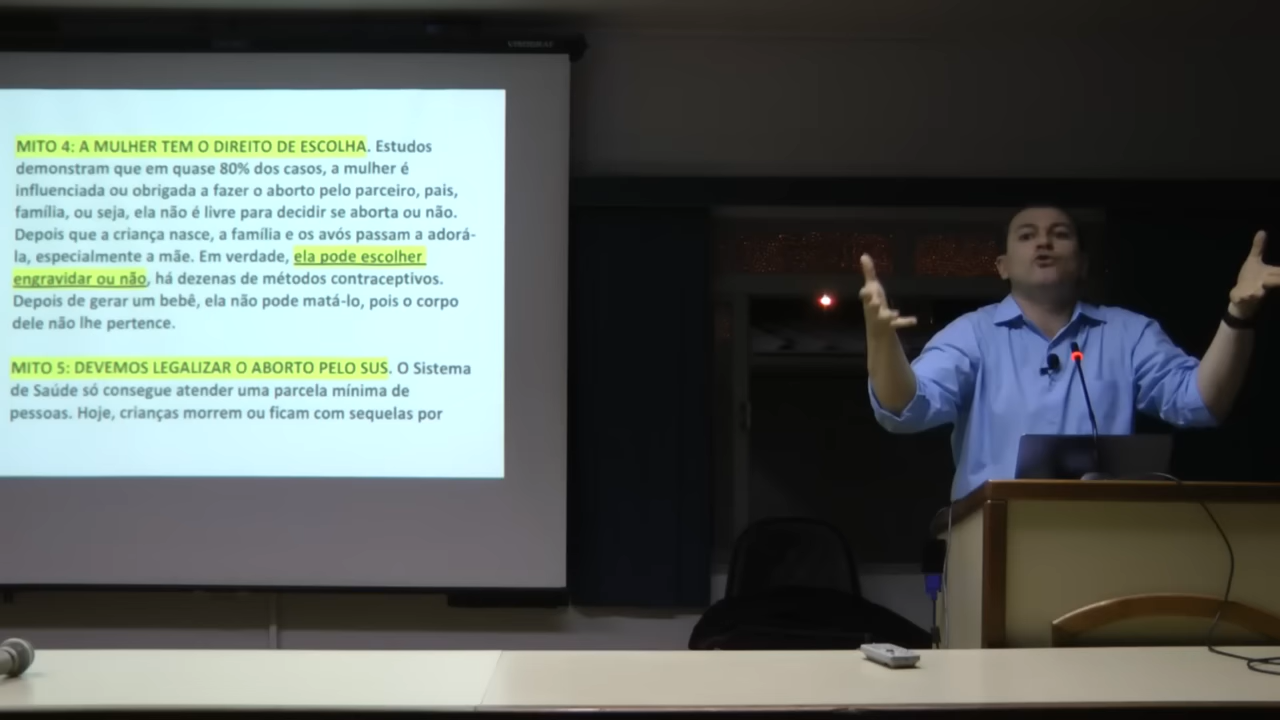 MITO 4: A MULHER TEM O DIREITO DE ESCOLHA. Estudos
demonstram que em quase 80% dos casos, a mulher é
influenciada ou obrigada a fazer o aborto pelo parceiro, pais,
família, ou seja, ela não é livre para decidir se aborta ou não.
Depois que a criança nasce, a família e os avós passam a adorá-
la, especialmente a mãe. Em verdade, ela pode escolher
engravidar ou não, há dezenas de métodos contraceptivos.
Depois de gerar um bebê, ela não pode matá-lo, pois o corpo
dele não lhe pertence.
MITO 5: DEVEMOS LEGALIZAR O ABORTO PELO SUS. O Sistema
de Saúde só consegue atender uma parcela mínima de
pessoas. Hoje, crianças morrem ou ficam com sequelas por